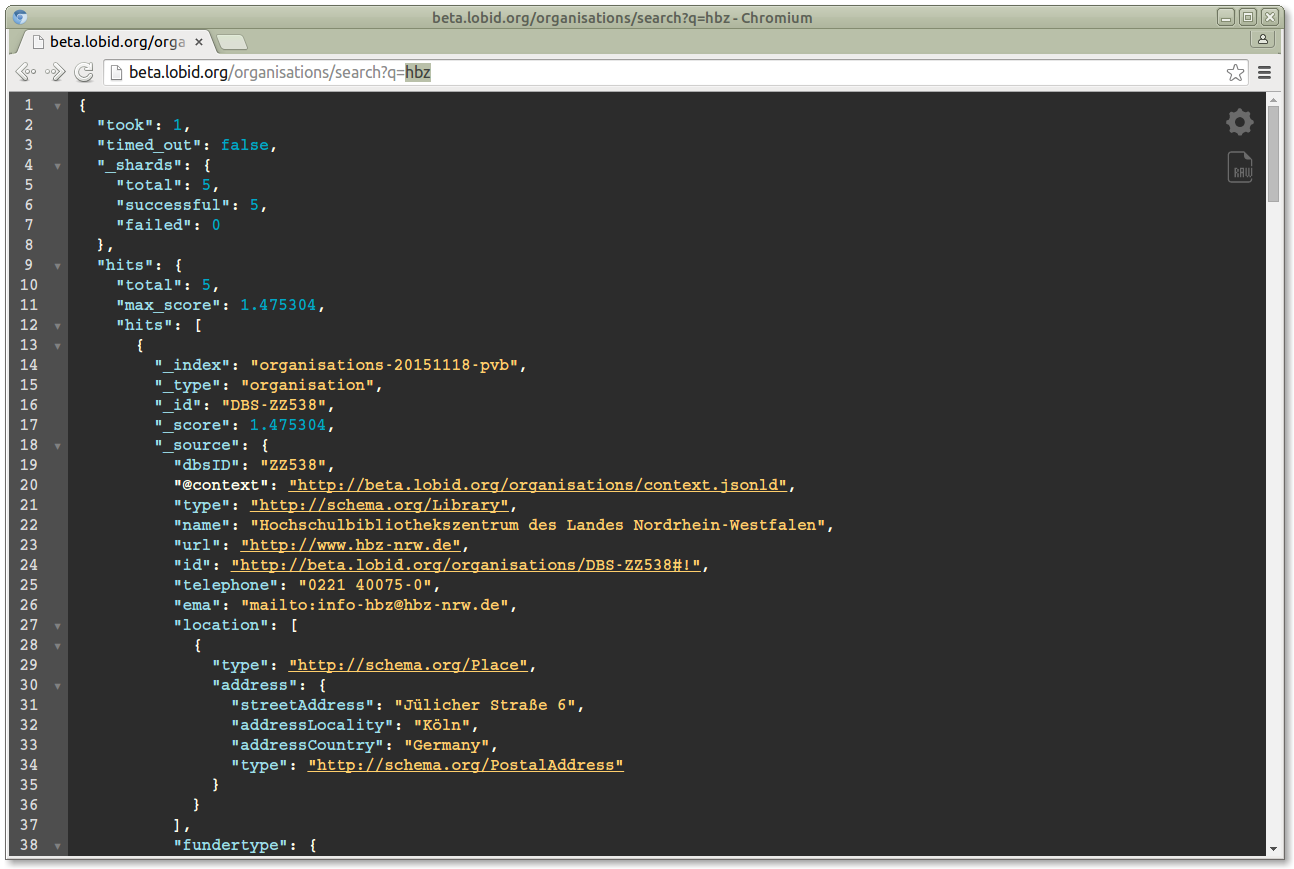 beta.lobid.org/organisations/search?q=hbz - Chromium
beta.lobid.org/orga
beta.lobid.org/organisations/search?q=hbz
1 {
2 "took": 1,
3 "timed_out": false,
4 "_shards": {
5 "total": 5,
6 "successful": 5,
7 "failed": 0
8 },
9 "hits": {
10 "total": 5,
11 "max_score": 1.475304,
12 "hits": [
13 {
14 "_index": "organisations-20151118-pvb",
15 "_type": "organisation",
16 "_id": "DBS-ZZ538",
17 "_score": 1.475304,
18 "_source": {
19 "dbsID": "ZZ538",
20 "@context": "http://beta.lobid.org/organisations/context.jsonld",
21 "type": "http://schema.org/Library",
22 "name": "Hochschulbibliothekszentrum des Landes Nordrhein-Westfalen",
23 "url": "http://www.hbz-nrw.de",
24 "id": "http://beta.lobid.org/organisations/DBS-ZZ538#!",
25 "telephone": "0221 40075-0",
26 "ema": "mailto:info-hbz@hbz-nrw.de",
27 "location": [
28 {
29 "type": "http://schema.org/Place",
30 "address": {
31 "streetAddress": "Jülicher Straße 6",
32 "addressLocality": "Köln",
33 "addressCountry": "Germany",
34 "type": "http://schema.org/PostalAddress"
35 }
36 }
37 ],
38 "fundertype": {
RAW